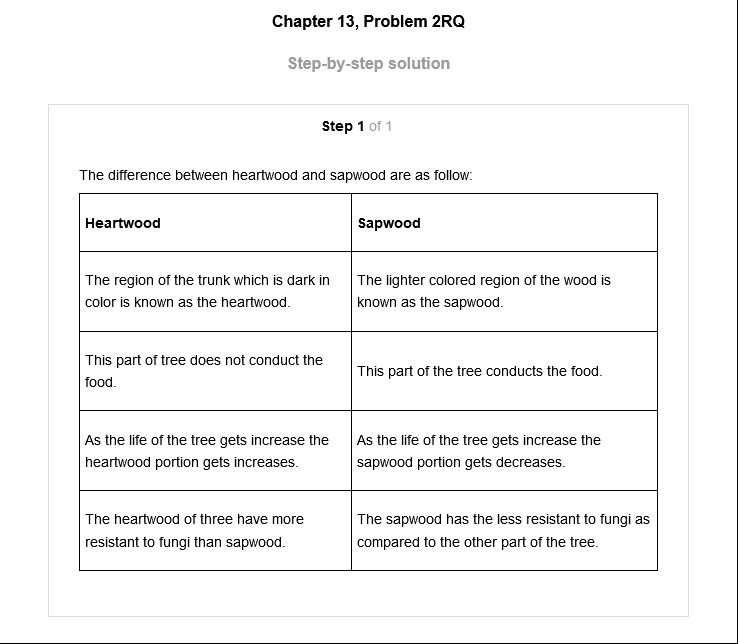 Chapter 13, Problem 2RQ
Step-by-step solution
Step 1 of 1
The difference between heartwood and sapwood are as follow:
Heartwood
Sapwood
The region of the trunk which is dark in
color is known as the heartwood.
The lighter colored region of the wood is
known as the sapwood.
This part of tree does not conduct the
food.
This part of the tree conducts the food.
As the life of the tree gets increase the
heartwood portion gets increases.
As the life of the tree gets increase the
sapwood portion gets decreases.
The heartwood of three have more
resistant to fungi than sapwood.
The sapwood has the less resistant to fungi as
compared to the other part of the tree.